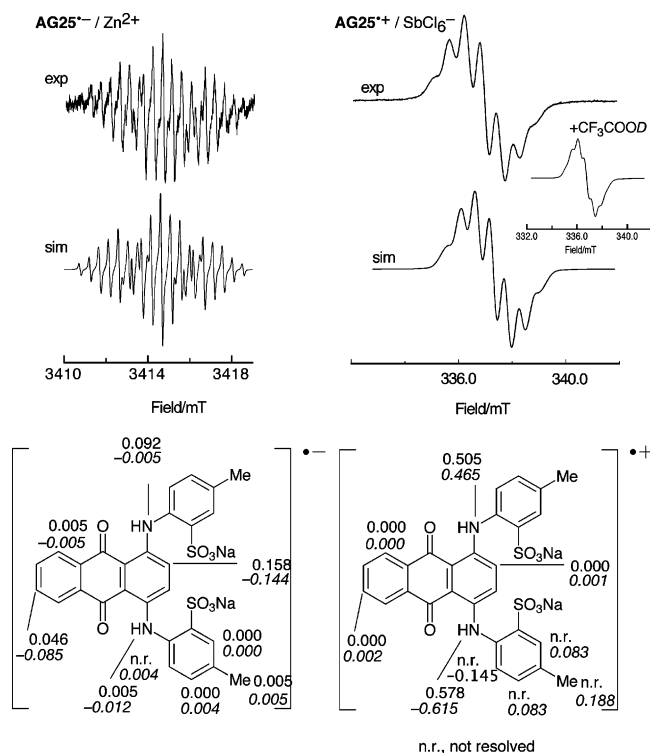 AG25•– / Zn2+
exp
sim
3410 3414 3418
Field/mT
AG25•+ / SbCl6–
exp
+CF3COOD
332.0 336.0 340.0
Field/mT
sim
336.0 340.0
Field/mT
•–
0.092
–0.005
Me
HN
O
0.005
–0.005
SO3Na
0.158
–0.144
SO3Na
O
HN
0.046
–0.085
0.000
0.000
n.r.
0.004
Me
0.005
0.005
0.005
–0.012
0.000
0.004
•+
0.505
0.465
Me
HN
O
0.000
0.000
SO3Na
0.000
0.001
SO3Na
O
HN
0.000
0.002
n.r.
0.083
n.r.
–0.145
Me
n.r.
0.188
0.578
–0.615
n.r.
0.083
n.r., not resolved